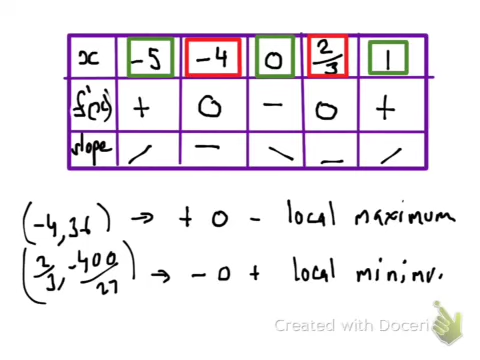 x -5 -4 0 2/3 1
f'(x) + 0 - 0 +
slope / — \ — /
(-4, 36) → + 0 - local maximum
(2/3, -400/27) → - 0 + local minimu.
Created with Doceri